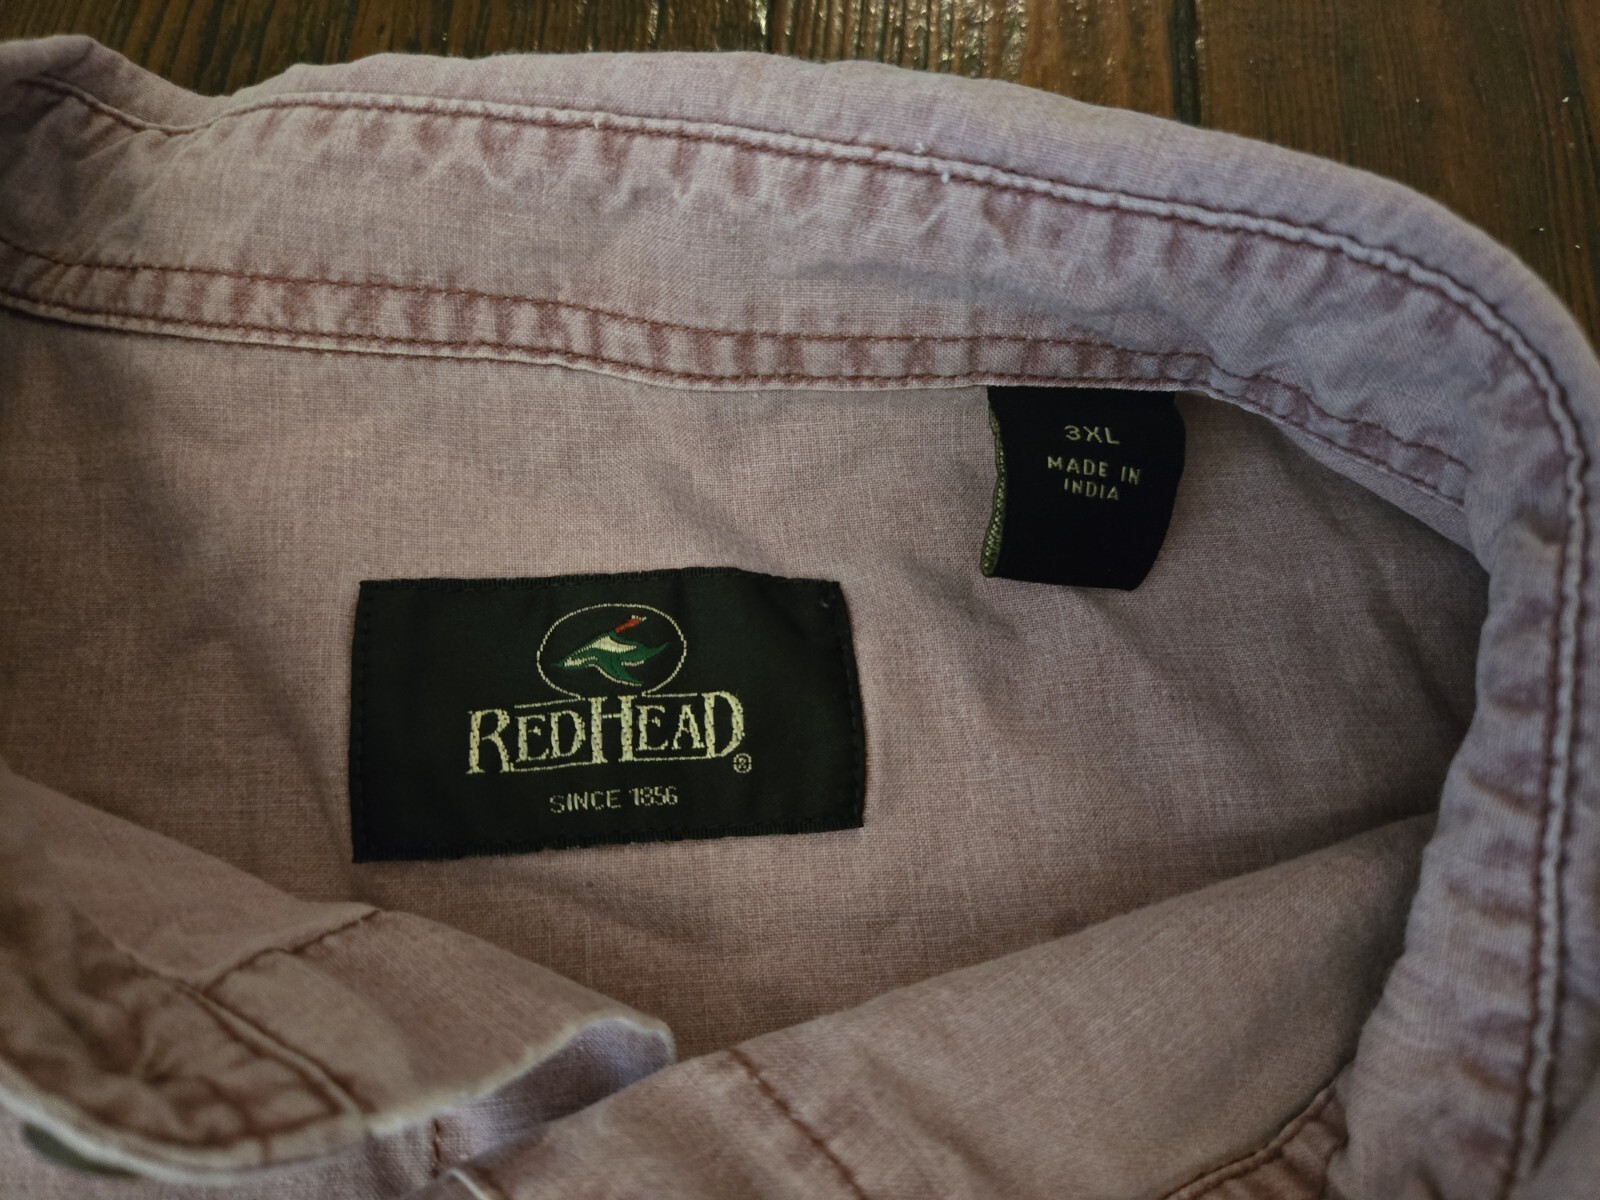 3XL
MADE IN
INDIA
REDHEAD®
SINCE 1856